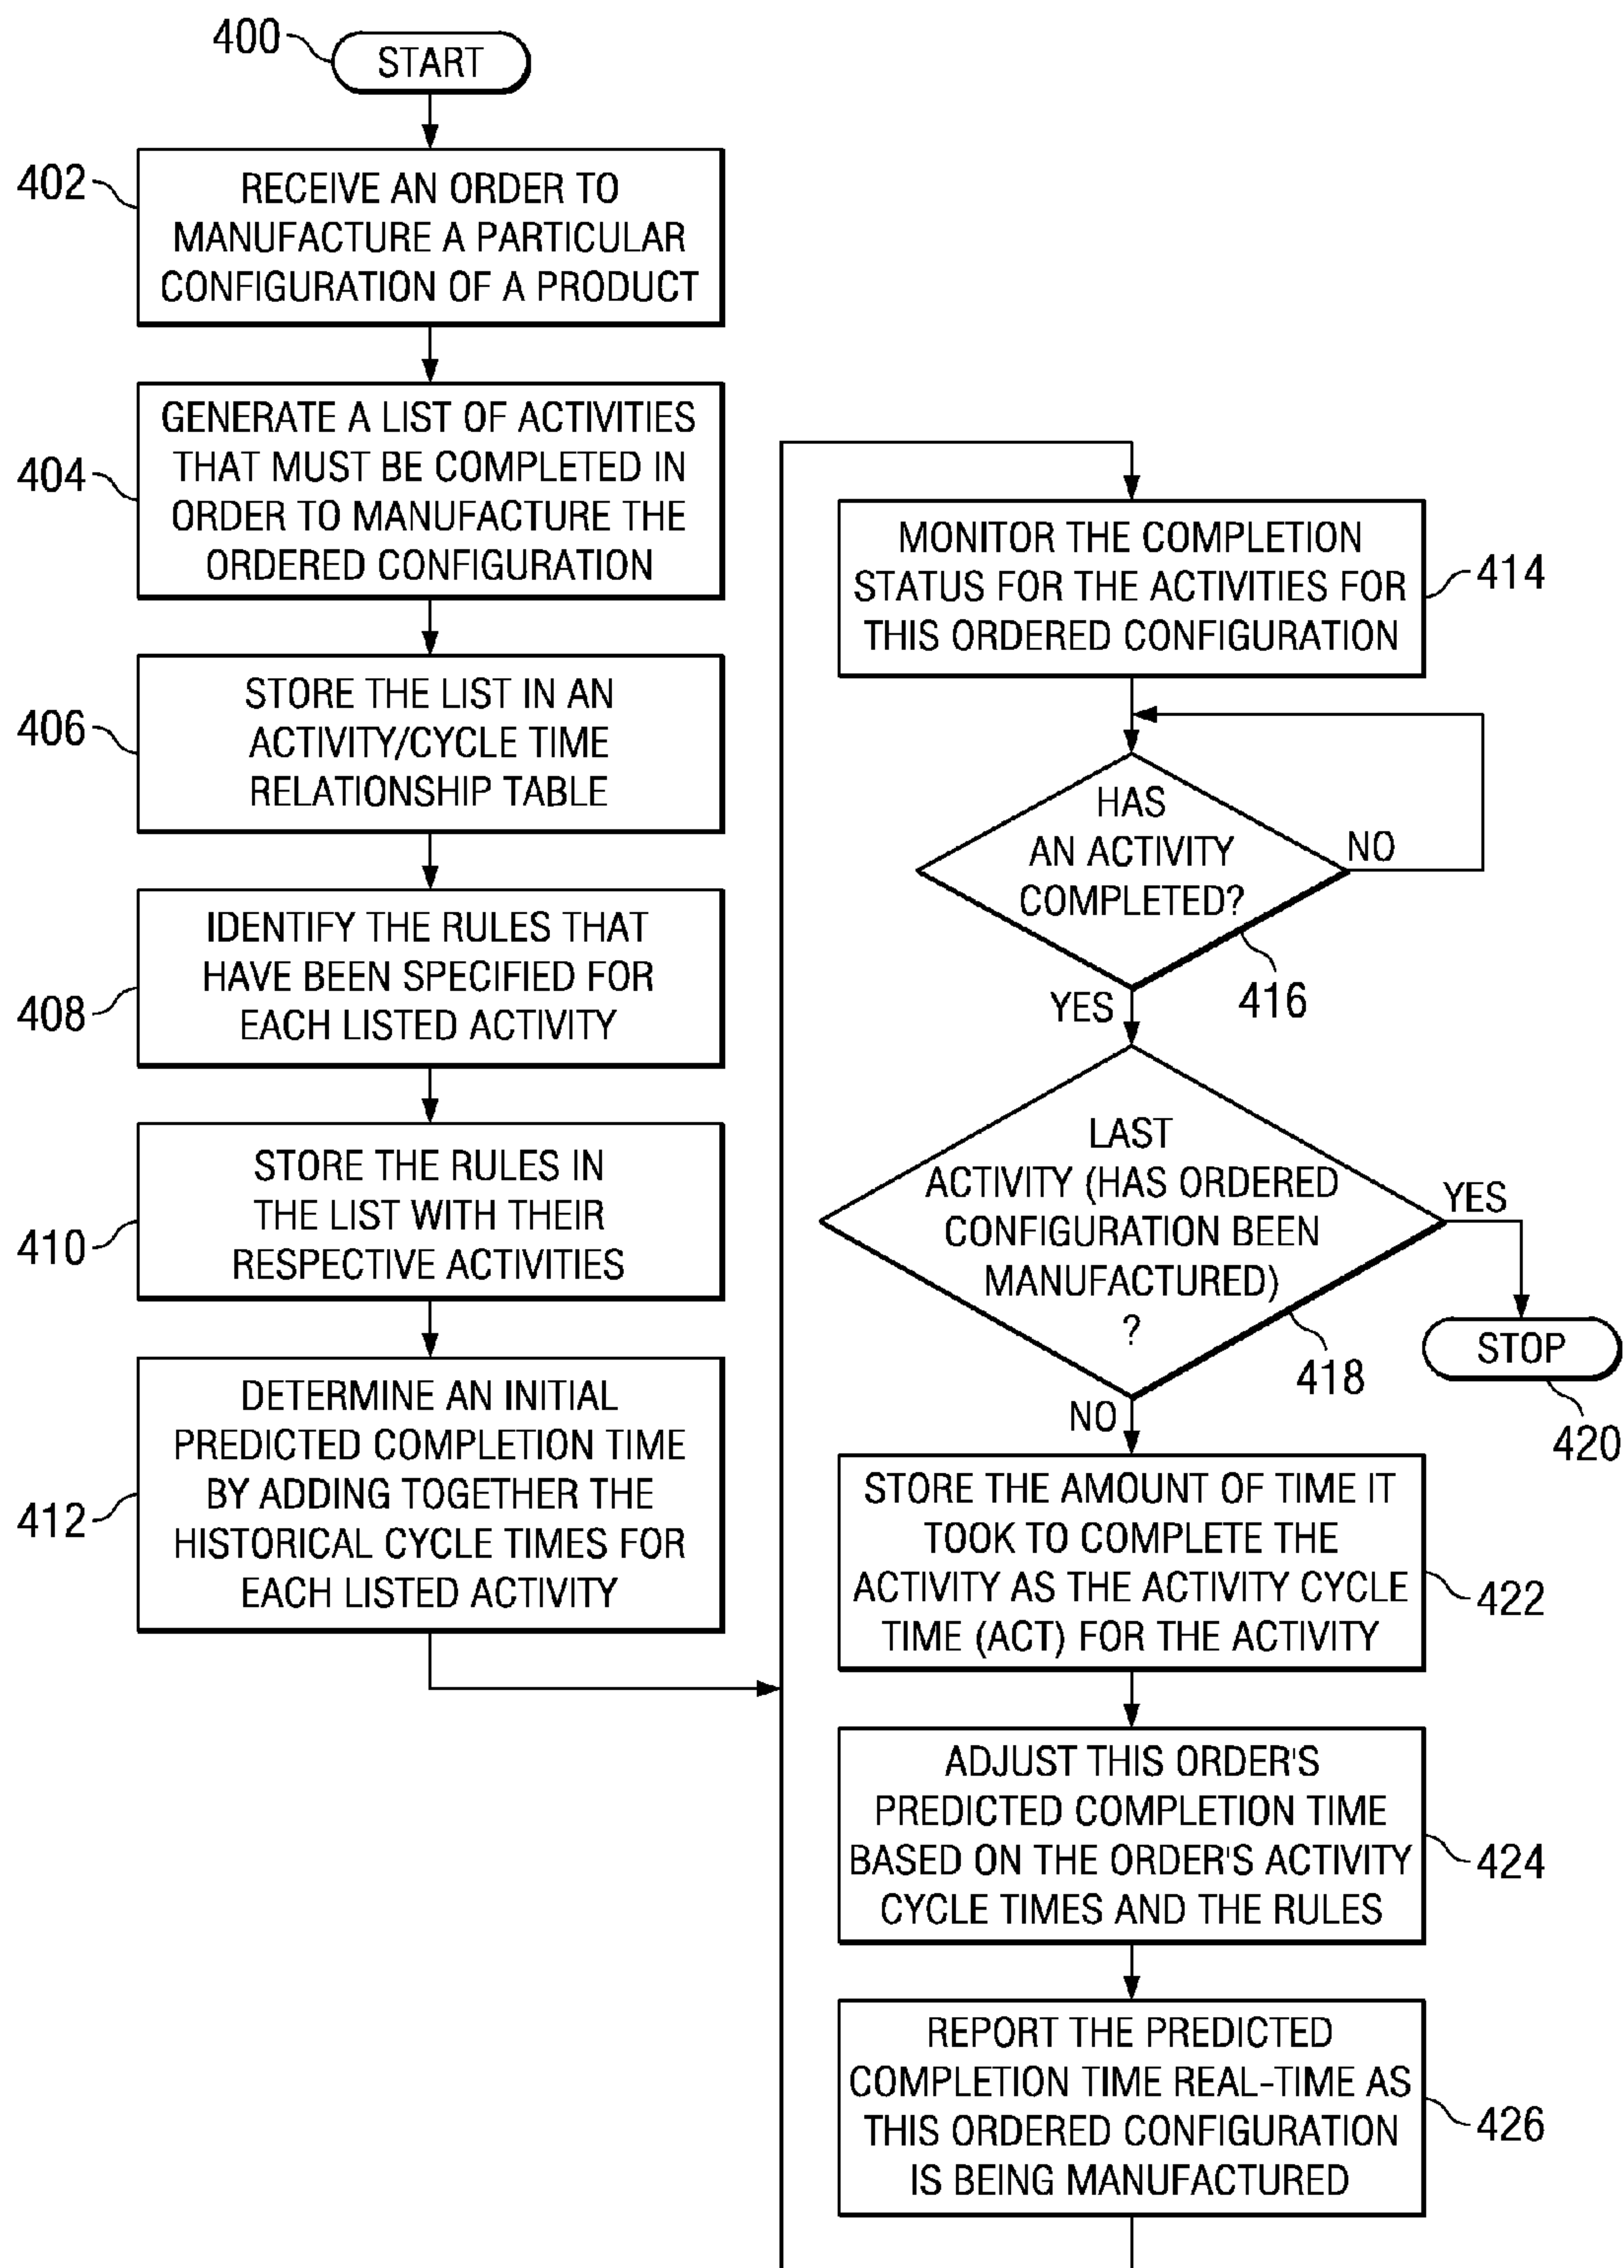 400
START
402
RECEIVE AN ORDER TO
MANUFACTURE A PARTICULAR
CONFIGURATION OF A PRODUCT
404
GENERATE A LIST OF ACTIVITIES
THAT MUST BE COMPLETED IN
ORDER TO MANUFACTURE THE
ORDERED CONFIGURATION
406
STORE THE LIST IN AN
ACTIVITY/CYCLE TIME
RELATIONSHIP TABLE
408
IDENTIFY THE RULES THAT
HAVE BEEN SPECIFIED FOR
EACH LISTED ACTIVITY
410
STORE THE RULES IN
THE LIST WITH THEIR
RESPECTIVE ACTIVITIES
412
DETERMINE AN INITIAL
PREDICTED COMPLETION TIME
BY ADDING TOGETHER THE
HISTORICAL CYCLE TIMES FOR
EACH LISTED ACTIVITY
MONITOR THE COMPLETION
STATUS FOR THE ACTIVITIES FOR
THIS ORDERED CONFIGURATION
414
HAS
AN ACTIVITY
COMPLETED?
NO
416
YES
LAST
ACTIVITY (HAS ORDERED
CONFIGURATION BEEN
MANUFACTURED)
?
YES
418
STOP
420
NO
STORE THE AMOUNT OF TIME IT
TOOK TO COMPLETE THE
ACTIVITY AS THE ACTIVITY CYCLE
TIME (ACT) FOR THE ACTIVITY
422
ADJUST THIS ORDER'S
PREDICTED COMPLETION TIME
BASED ON THE ORDER'S ACTIVITY
CYCLE TIMES AND THE RULES
424
REPORT THE PREDICTED
COMPLETION TIME REAL-TIME AS
THIS ORDERED CONFIGURATION
IS BEING MANUFACTURED
426